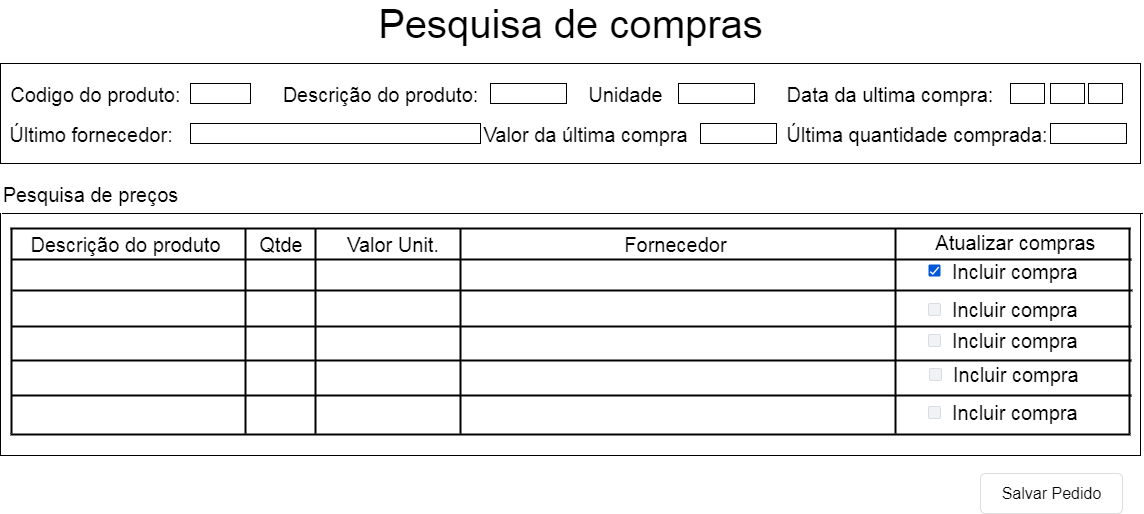 Pesquisa de compras
Codigo do produto: Descrição do produto: Unidade Data da ultima compra:
Último fornecedor: Valor da última compra Última quantidade comprada:
Pesquisa de preços
Descrição do produto Qtde Valor Unit. Fornecedor Atualizar compras
Incluir compra
Incluir compra
Incluir compra
Incluir compra
Incluir compra
Salvar Pedido